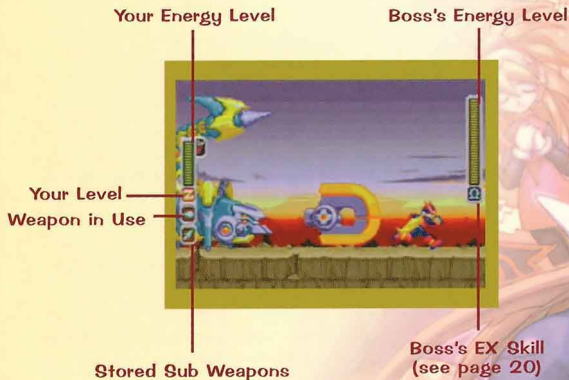 Your Energy Level
Boss's Energy Level
Your Level
Weapon in Use
Stored Sub Weapons
Boss's EX Skill
(see page 20)